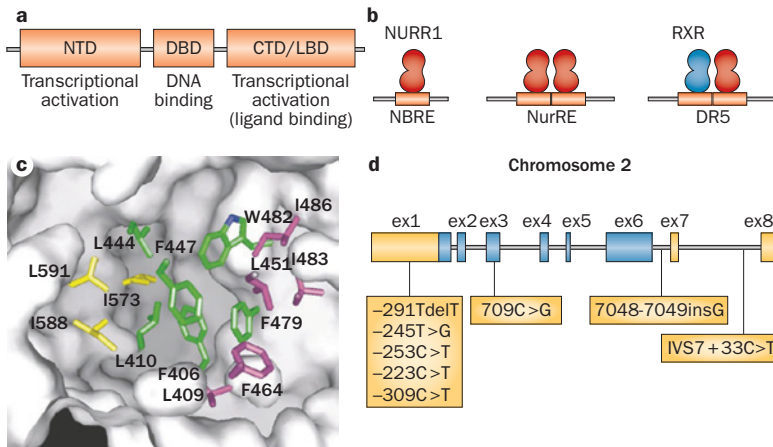 a
NTD
DBD
CTD/LBD
Transcriptional
activation
DNA
binding
Transcriptional
activation
(ligand binding)
b
NURR1
RXR
NBRE
NurRE
DR5
c
I486
W482
L444
F447
L451
I483
L591
I573
I588
F479
L410
F406
L409
F464
d
Chromosome 2
ex1
ex2
ex3
ex4
ex5
ex6
ex7
ex8
–291TdelT
–245T>G
–253C>T
–223C>T
–309C>T
709C>G
7048-7049insG
IVS7+33C>T